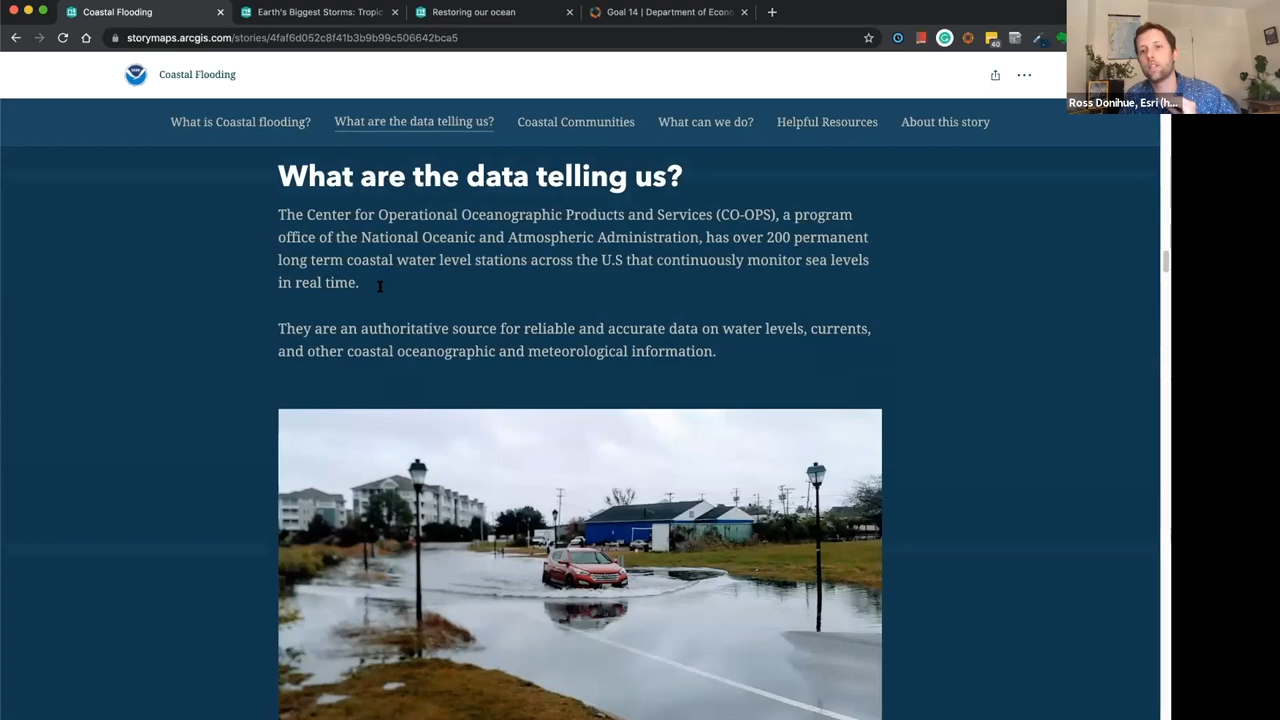 Coastal Flooding
Earth's Biggest Storms: Tropic
Restoring our ocean
Goal 14 | Department of Econo
storymaps.arcgis.com/stories/4faf6d052c8f41b3b9b99c506642bca5
40
Ross Donihue, Esri (h...
Coastal Flooding
What is Coastal flooding?
What are the data telling us?
Coastal Communities
What can we do?
Helpful Resources
About this story
What are the data telling us?
The Center for Operational Oceanographic Products and Services (CO-OPS), a program
office of the National Oceanic and Atmospheric Administration, has over 200 permanent
long term coastal water level stations across the U.S that continuously monitor sea levels
in real time.
They are an authoritative source for reliable and accurate data on water levels, currents,
and other coastal oceanographic and meteorological information.